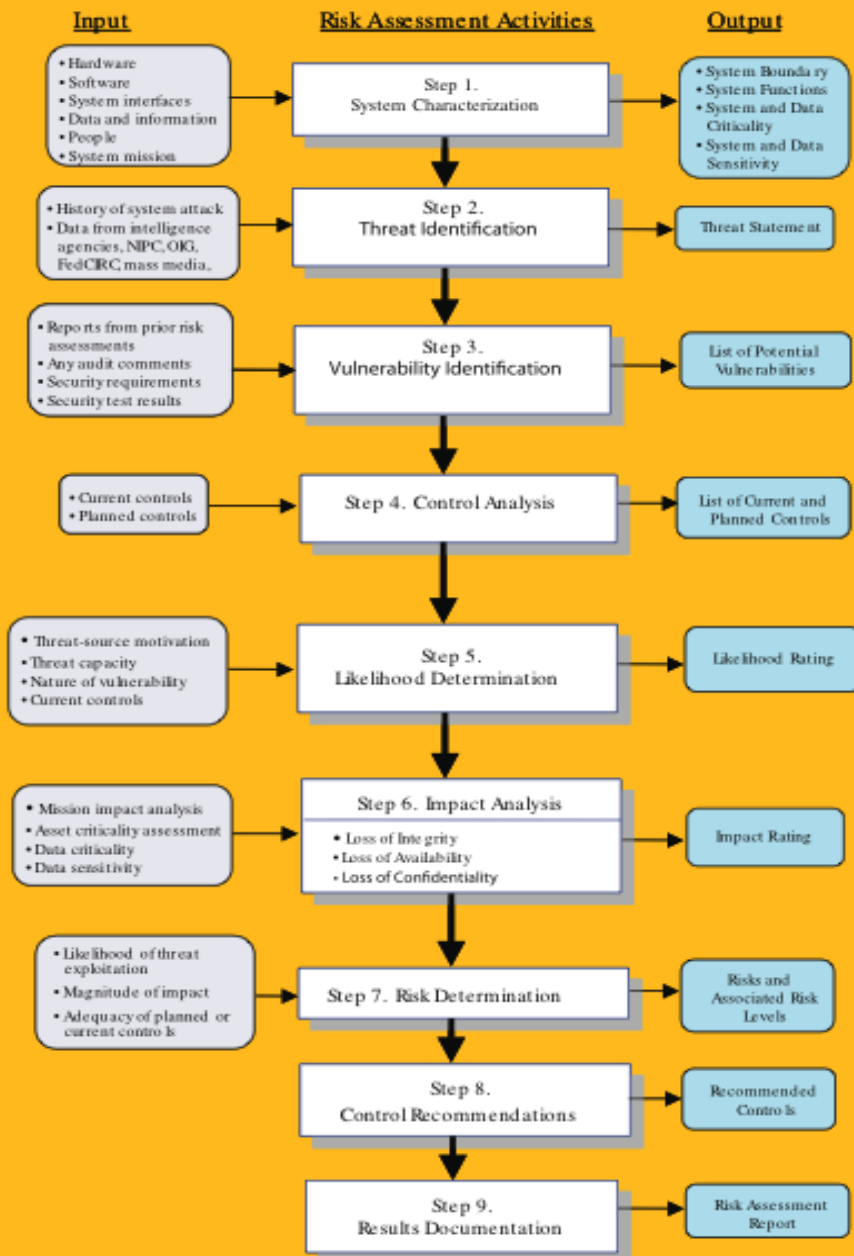 Input
Risk Assessment Activities
Output
• Hardware
• Software
• System interfaces
• Data and information
• People
• System mission
Step 1.
System Characterization
• System Boundary
• System Functions
• System and Data
Criticality
• System and Data
Sensitivity
• History of system attack
• Data from intelligence
agencies, NIPC, OIG,
FedCIRC, mass media,
Step 2.
Threat Identification
Threat Statement
• Reports from prior risk
assessments
• Any audit comments
• Security requirements
• Security test results
Step 3.
Vulnerability Identification
List of Potential
Vulnerabilities
• Current controls
• Planned controls
Step 4. Control Analysis
List of Current and
Planned Controls
• Threat-source motivation
• Threat capacity
• Nature of vulnerability
• Current controls
Step 5.
Likelihood Determination
Likelihood Rating
• Mission impact analysis
• Asset criticality assessment
• Data criticality
• Data sensitivity
Step 6. Impact Analysis
• Loss of Integrity
• Loss of Availability
• Loss of Confidentiality
Impact Rating
• Likelihood of threat
exploitation
• Magnitude of impact
• Adequacy of planned or
current controls
Step 7. Risk Determination
Risks and
Associated Risk
Levels
Step 8.
Control Recommendations
Recommended
Controls
Step 9.
Results Documentation
Risk Assessment
Report